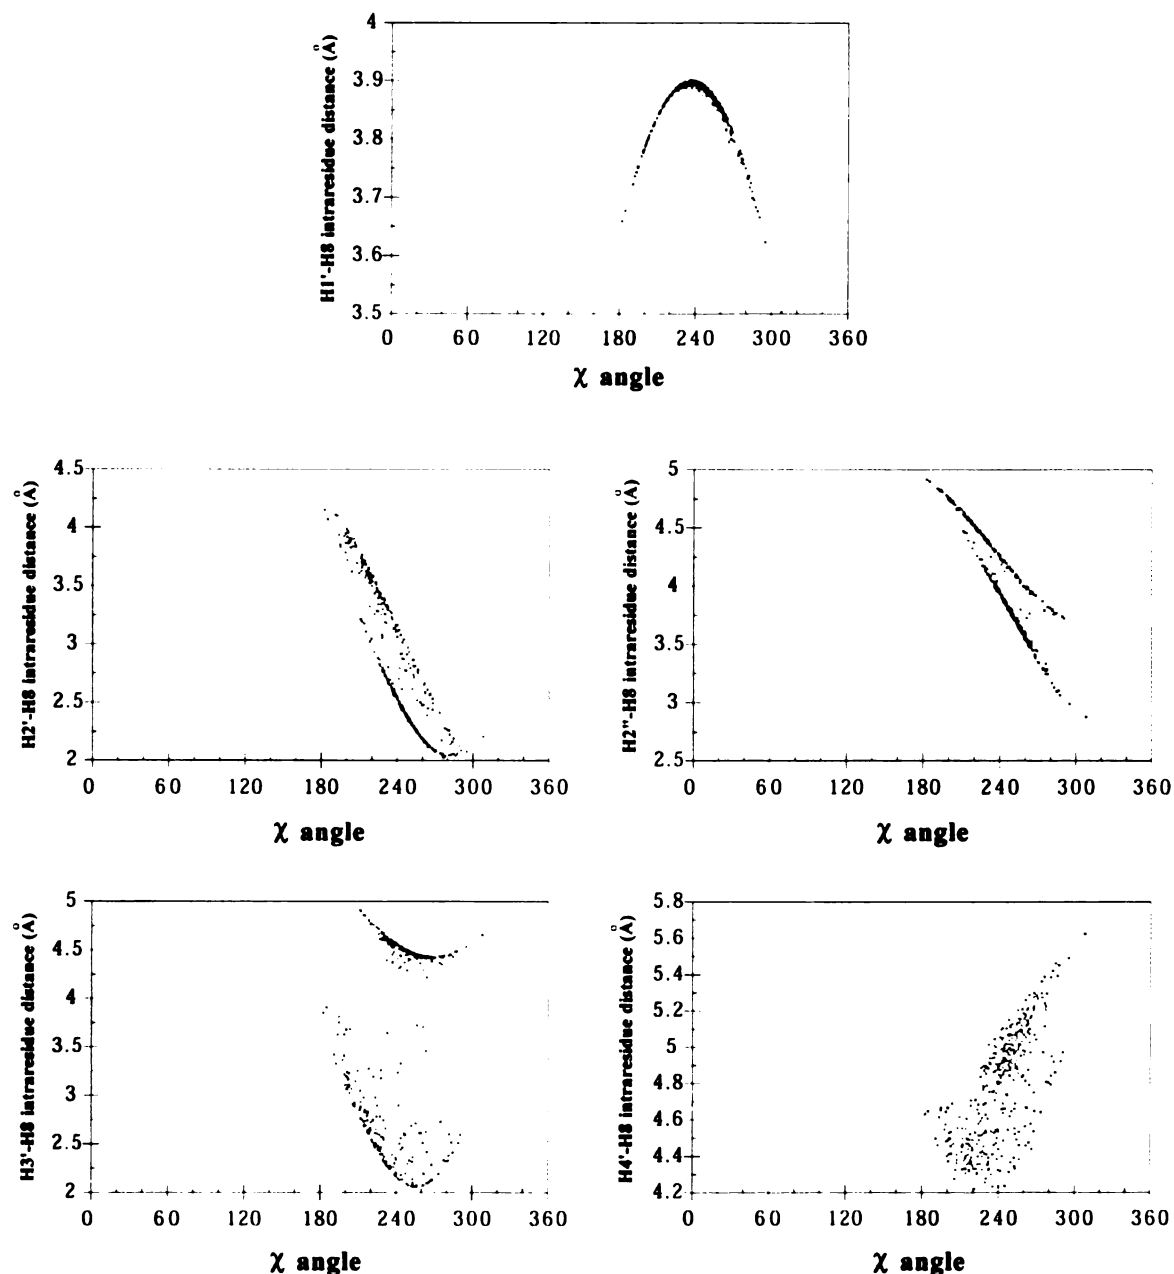 H1'-H8 intraresidue distance (Å)
4
3.9
3.8
3.7
3.6
3.5
0 60 120 180 240 300 360
χ angle
H2'-H8 intraresidue distance (Å)
4.5
4
3.5
3
2.5
2
0 60 120 180 240 300 360
χ angle
H2''-H8 intraresidue distance (Å)
5
4.5
4
3.5
3
2.5
0 60 120 180 240 300 360
χ angle
H3'-H8 intraresidue distance (Å)
5
4.5
4
3.5
3
2.5
2
0 60 120 180 240 300 360
χ angle
H4'-H8 intraresidue distance (Å)
5.8
5.6
5.4
5.2
5
4.8
4.6
4.4
4.2
0 60 120 180 240 300 360
χ angle